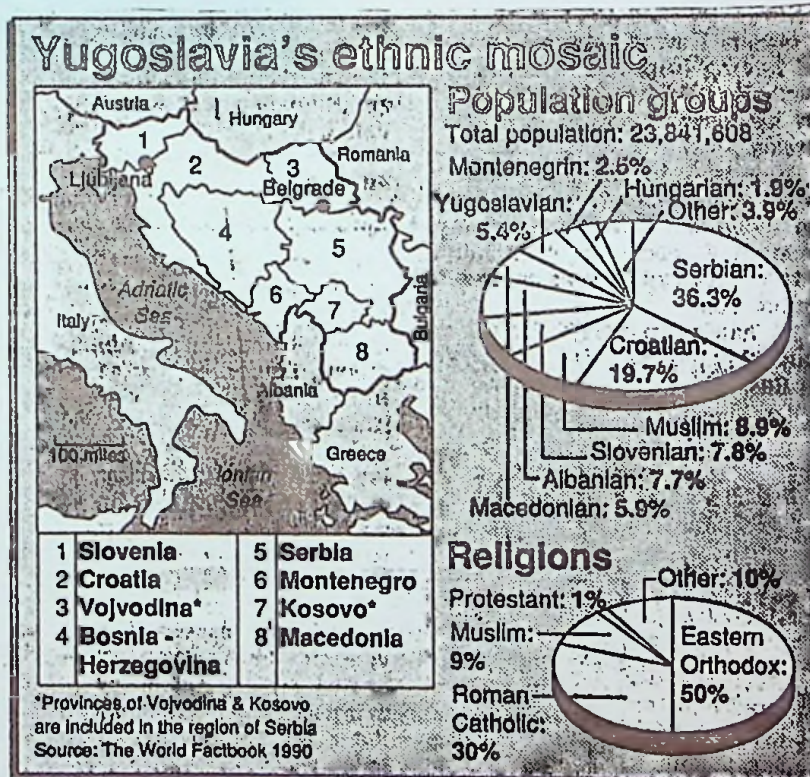 Yugoslavia's ethnic mosaic
Austria
Hungary
Romania
Ljubljana
Belgrade
Bulgaria
Adriatic
Sea
Italy
Albania
Greece
Ionian
Sea
100 miles
1
2
3
4
5
6
7
8
1 Slovenia
2 Croatia
3 Vojvodina*
4 Bosnia -
Herzegovina
5 Serbia
6 Montenegro
7 Kosovo*
8 Macedonia
*Provinces of Vojvodina & Kosovo
are included in the region of Serbia
Source: The World Factbook 1990
Population groups
Total population: 23,841,608
Montenegrin: 2.5%
Hungarian: 1.9%
Yugoslavian:
5.4%
Other: 3.9%
Serbian:
36.3%
Croatian:
19.7%
Muslim: 8.9%
Slovenian: 7.8%
Albanian: 7.7%
Macedonian: 5.9%
Religions
Other: 10%
Protestant: 1%
Muslim:
9%
Eastern
Orthodox:
50%
Roman
Catholic:
30%